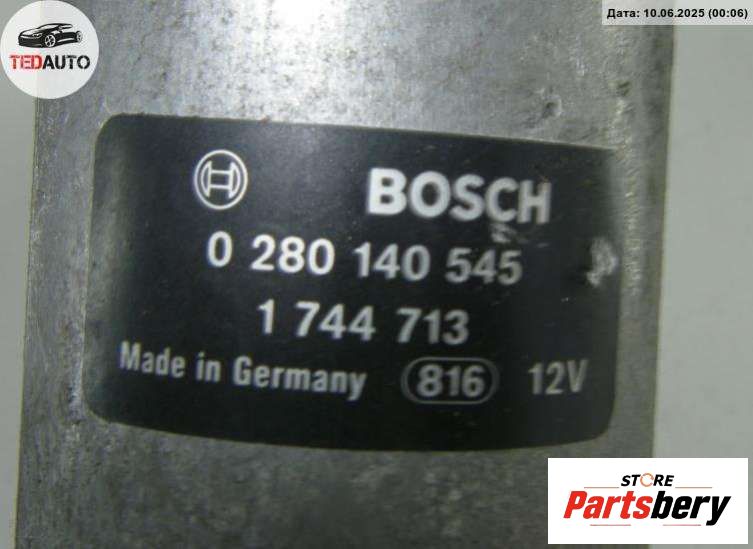 Дата: 10.06.2025 (00:06)
TEDAUTO
BOSCH
0 280 140 545
1 744 713
Made in Germany 816 12V
STORE
Partsbery